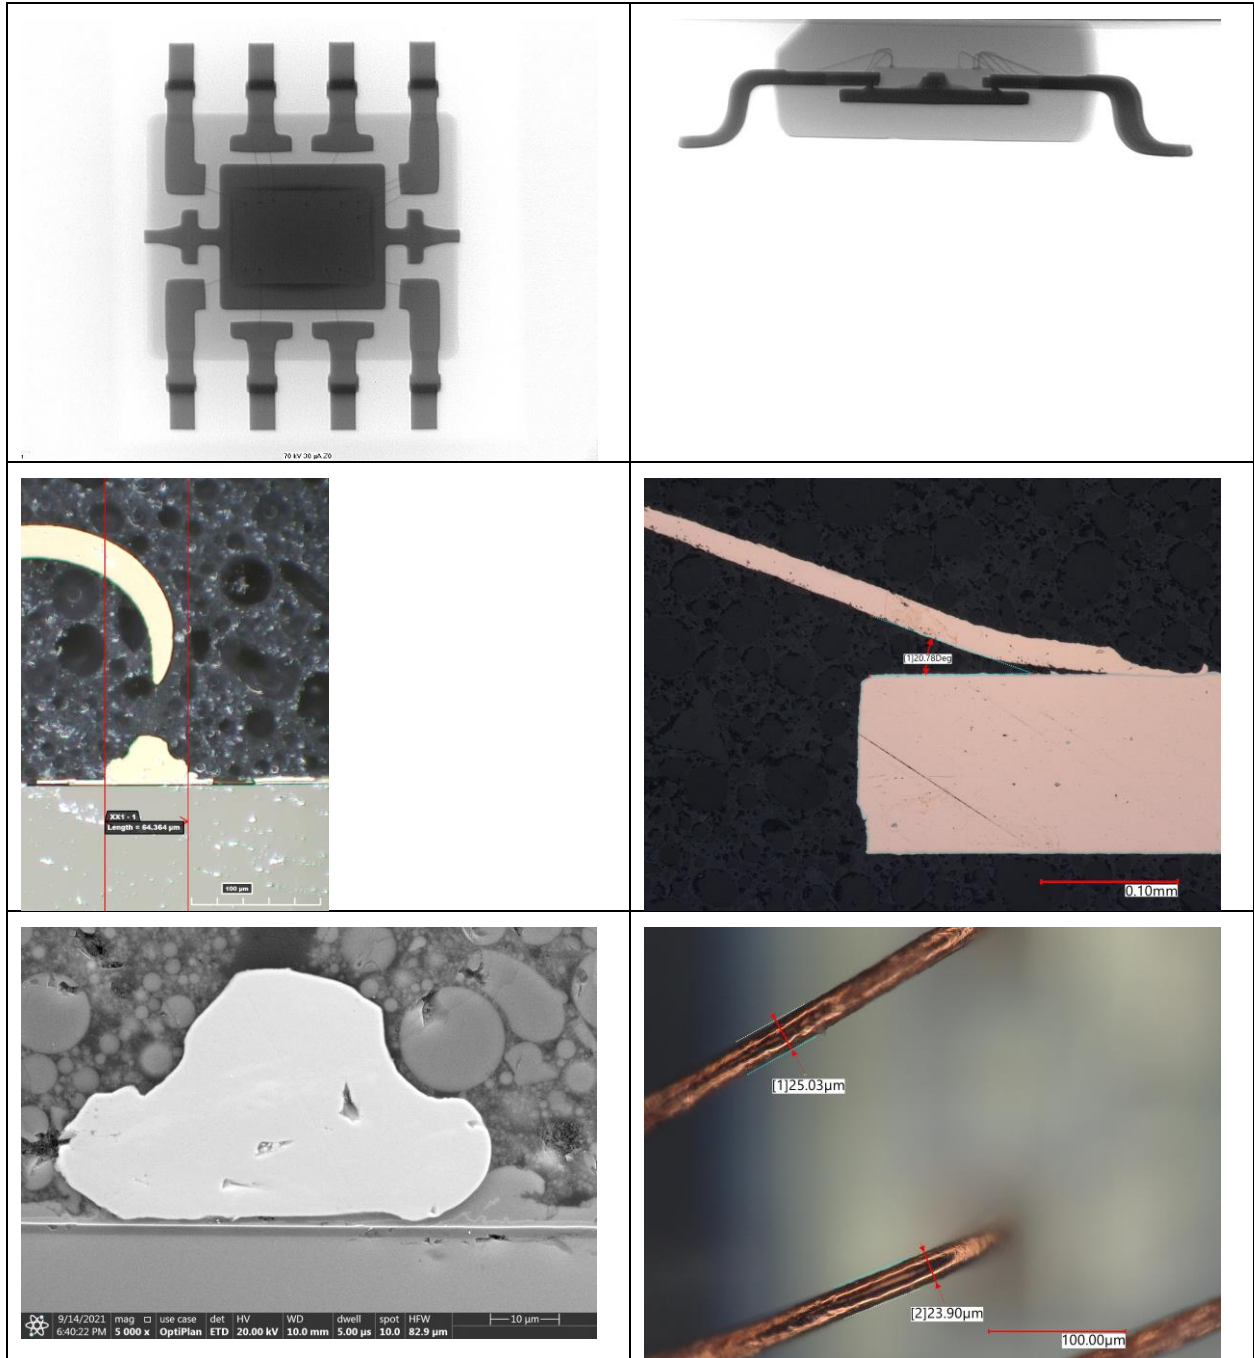 70 kV 30 µA Z0
XX1 - 1
Length = 64.364 µm
100 µm
[1]20.78Deg
0.10mm
9/14/2021 mag use case det HV WD dwell spot HFW 10 µm
6:40:22 PM 5 000 x OptiPlan ETD 20.00 kV 10.0 mm 5.00 µs 10.0 82.9 µm
[1]25.03µm
[2]23.90µm
100.00µm